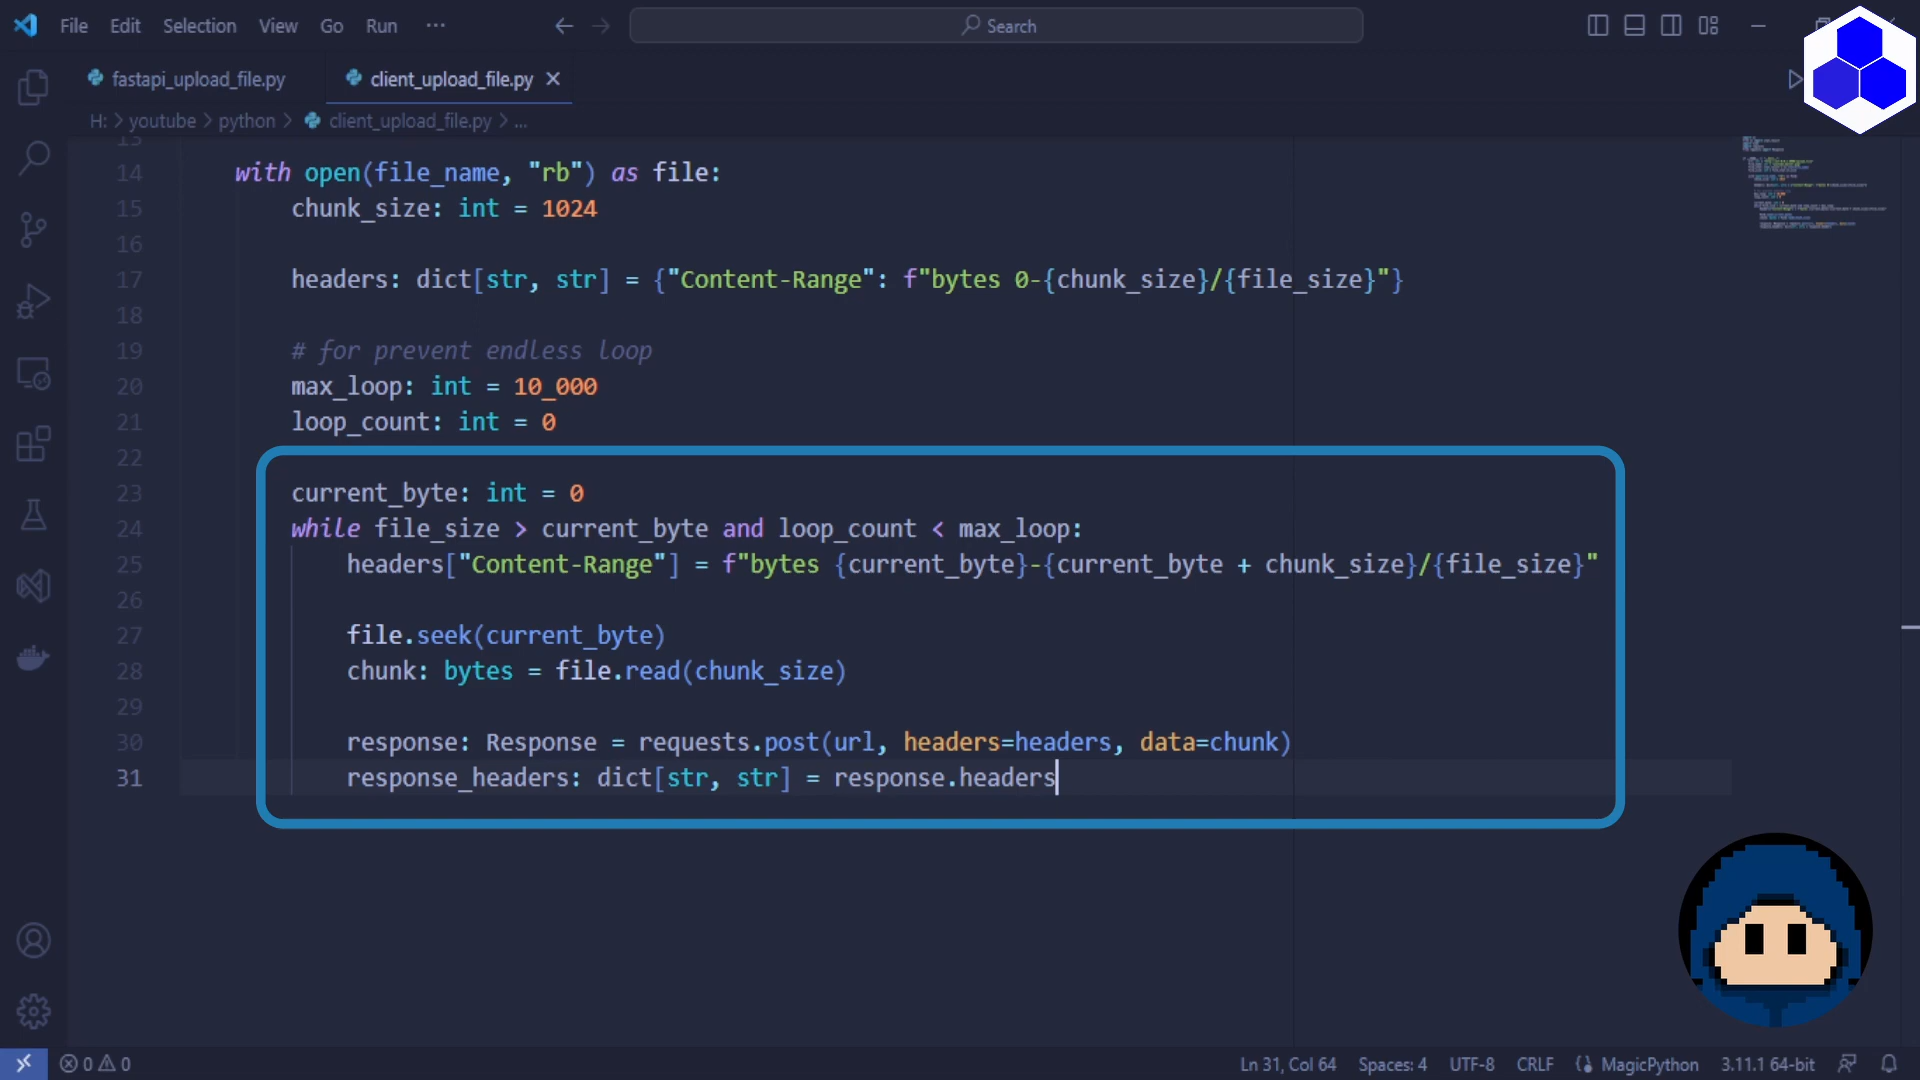 File Edit Selection View Go Run ··· Search
fastapi_upload_file.py client_upload_file.py
H: > youtube > python > client_upload_file.py > ...
14 with open(file_name, "rb") as file:
15 chunk_size: int = 1024
16
17 headers: dict[str, str] = {"Content-Range": f"bytes 0-{chunk_size}/{file_size}"}
18
19 # for prevent endless loop
20 max_loop: int = 10_000
21 loop_count: int = 0
22
23 current_byte: int = 0
24 while file_size > current_byte and loop_count < max_loop:
25 headers["Content-Range"] = f"bytes {current_byte}-{current_byte + chunk_size}/{file_size}"
26
27 file.seek(current_byte)
28 chunk: bytes = file.read(chunk_size)
29
30 response: Response = requests.post(url, headers=headers, data=chunk)
31 response_headers: dict[str, str] = response.headers
0 0 Ln 31, Col 64 Spaces: 4 UTF-8 CRLF MagicPython 3.11.1 64-bit